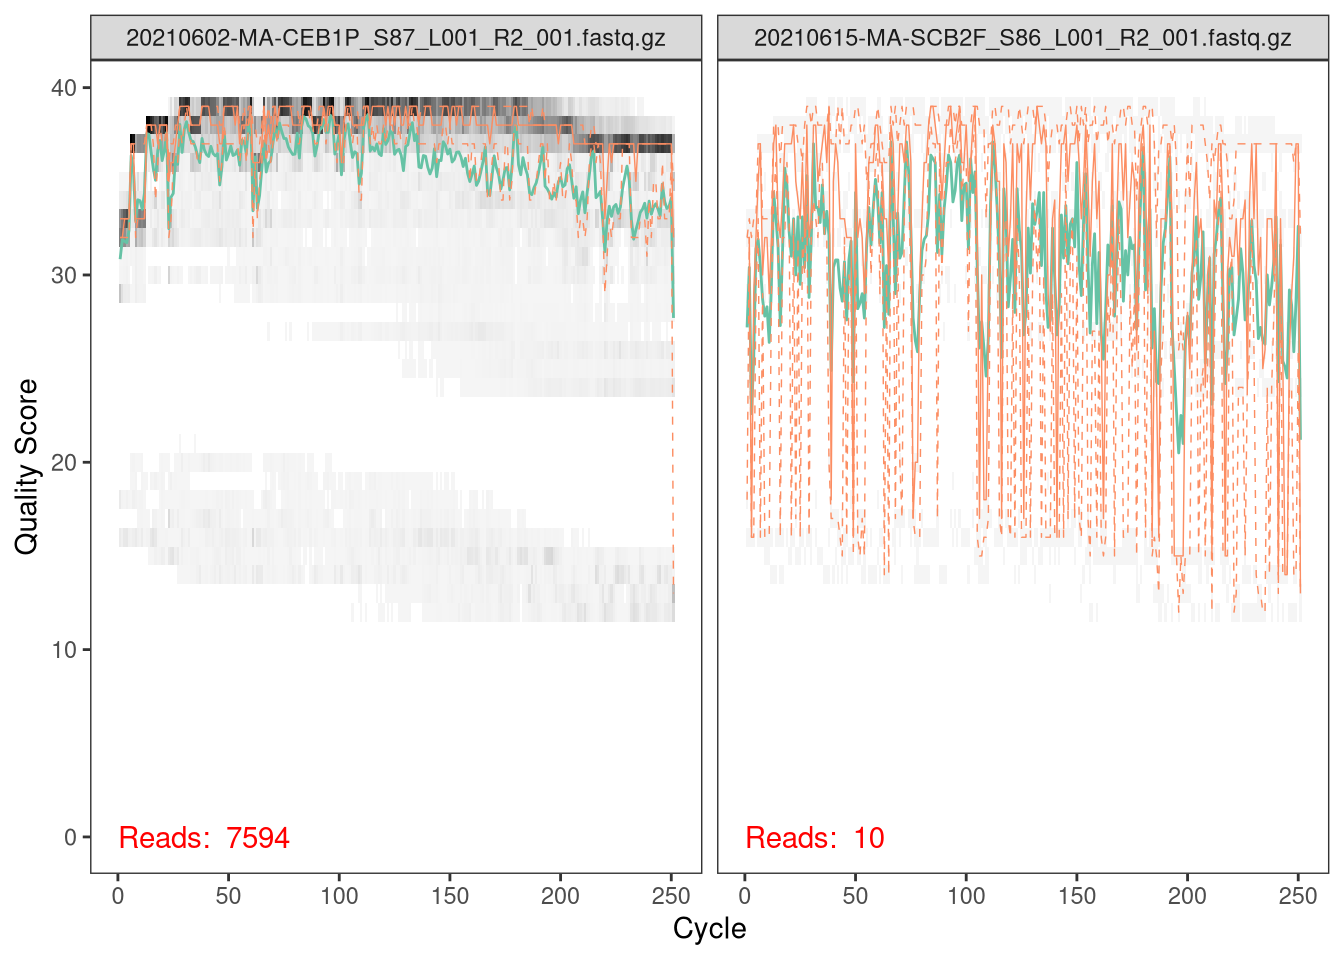 20210602-MA-CEB1P_S87_L001_R2_001.fastq.gz
20210615-MA-SCB2F_S86_L001_R2_001.fastq.gz
Quality Score
40
30
20
10
0
Reads:  7594
Reads:  10
0 50 100 150 200 250
0 50 100 150 200 250
Cycle